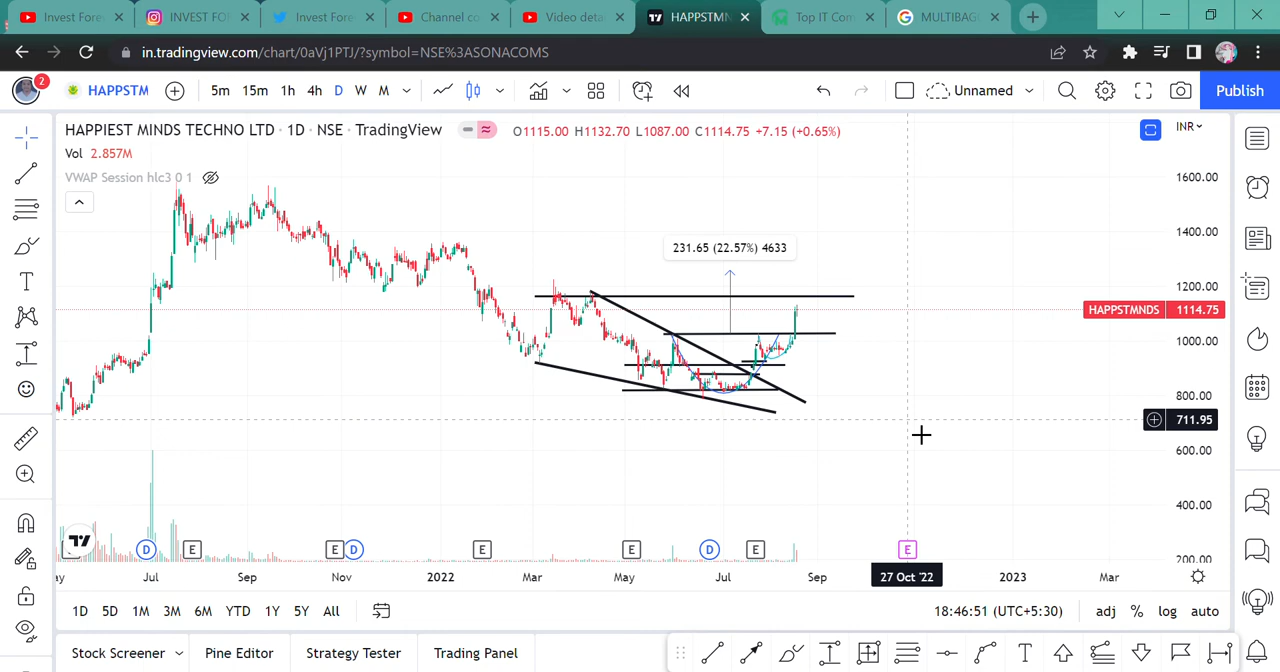 Invest Fore
INVEST FO
Invest Fore
Channel co
Video deta
HAPPSTM
Top IT Com
MULTIBAG
in.tradingview.com/chart/0aVj1PTJ/?symbol=NSE%3ASONACOMS
2
HAPPSTM
5m 15m 1h 4h D W M
Unnamed
Publish
HAPPIEST MINDS TECHNO LTD · 1D · NSE · TradingView
O1115.00 H1132.70 L1087.00 C1114.75 +7.15 (+0.65%)
INR
Vol 2.857M
VWAP Session hlc3 0 1
1600.00
1400.00
231.65 (22.57%) 4633
1200.00
HAPPSTMNDS 1114.75
1000.00
800.00
711.95
600.00
400.00
D E E D E E D E E
200.00
ay Jul Sep Nov 2022 Mar May Jul Sep 27 Oct '22 2023 Mar
1D 5D 1M 3M 6M YTD 1Y 5Y All
18:46:51 (UTC+5:30) adj % log auto
Stock Screener Pine Editor Strategy Tester Trading Panel